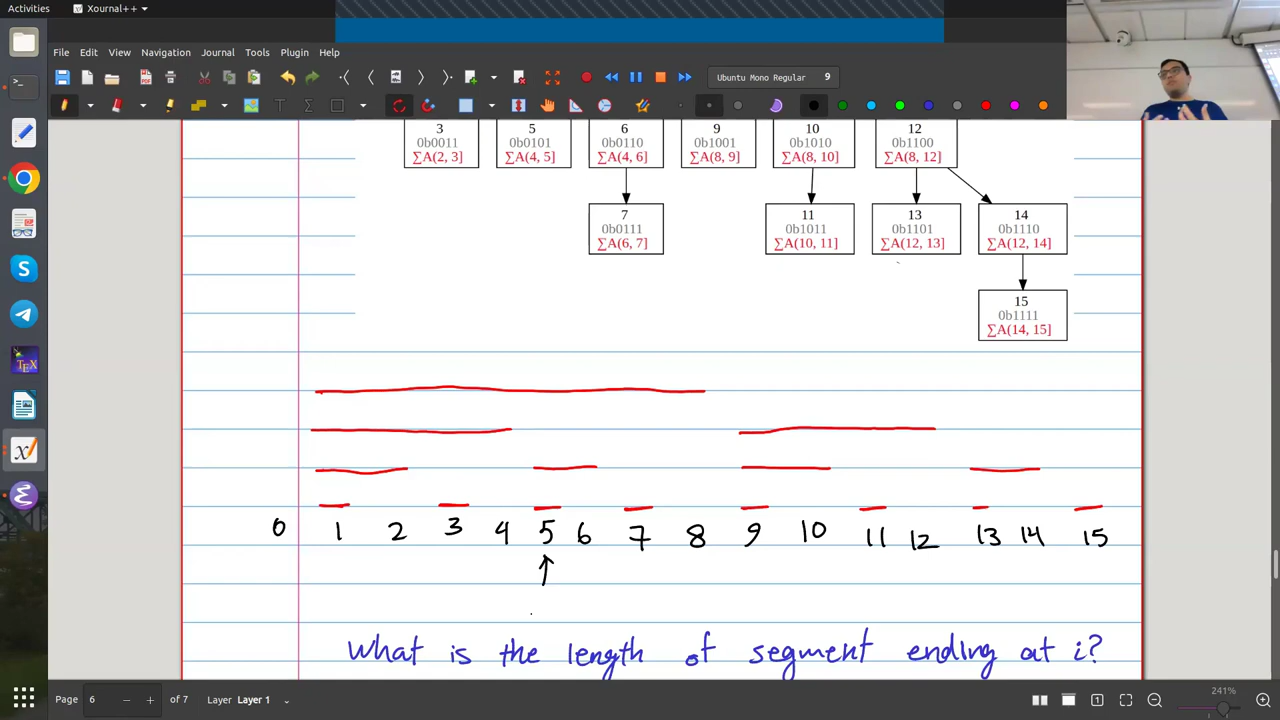 Activities Xournal++
File Edit View Navigation Journal Tools Plugin Help
Ubuntu Mono Regular 9
3 5 6 9 10 12
0b0011 0b0101 0b0110 0b1001 0b1010 0b1100
∑A(2, 3] ∑A(4, 5] ∑A(4, 6] ∑A(8, 9] ∑A(8, 10] ∑A(8, 12]
7 11 13 14
0b0111 0b1011 0b1101 0b1110
∑A(6, 7] ∑A(10, 11] ∑A(12, 13] ∑A(12, 14]
15
0b1111
∑A(14, 15]
0 1 2 3 4 5 6 7 8 9 10 11 12 13 14 15
What is the length of segment ending at i?
Page 6 of 7 Layer Layer 1 241%